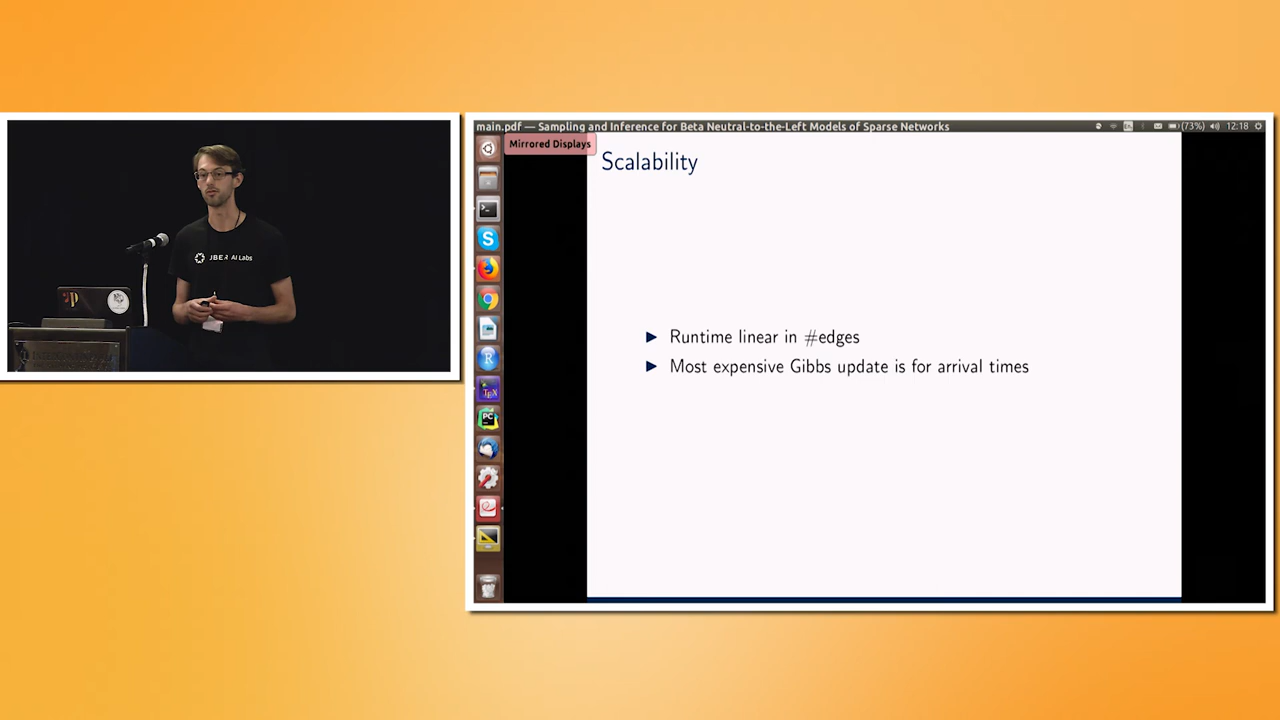 UBER AI Labs
main.pdf — Sampling and Inference for Beta Neutral-to-the-Left Models of Sparse Networks
En
(73%)
12:18
Mirrored Displays
Scalability
Runtime linear in #edges
Most expensive Gibbs update is for arrival times